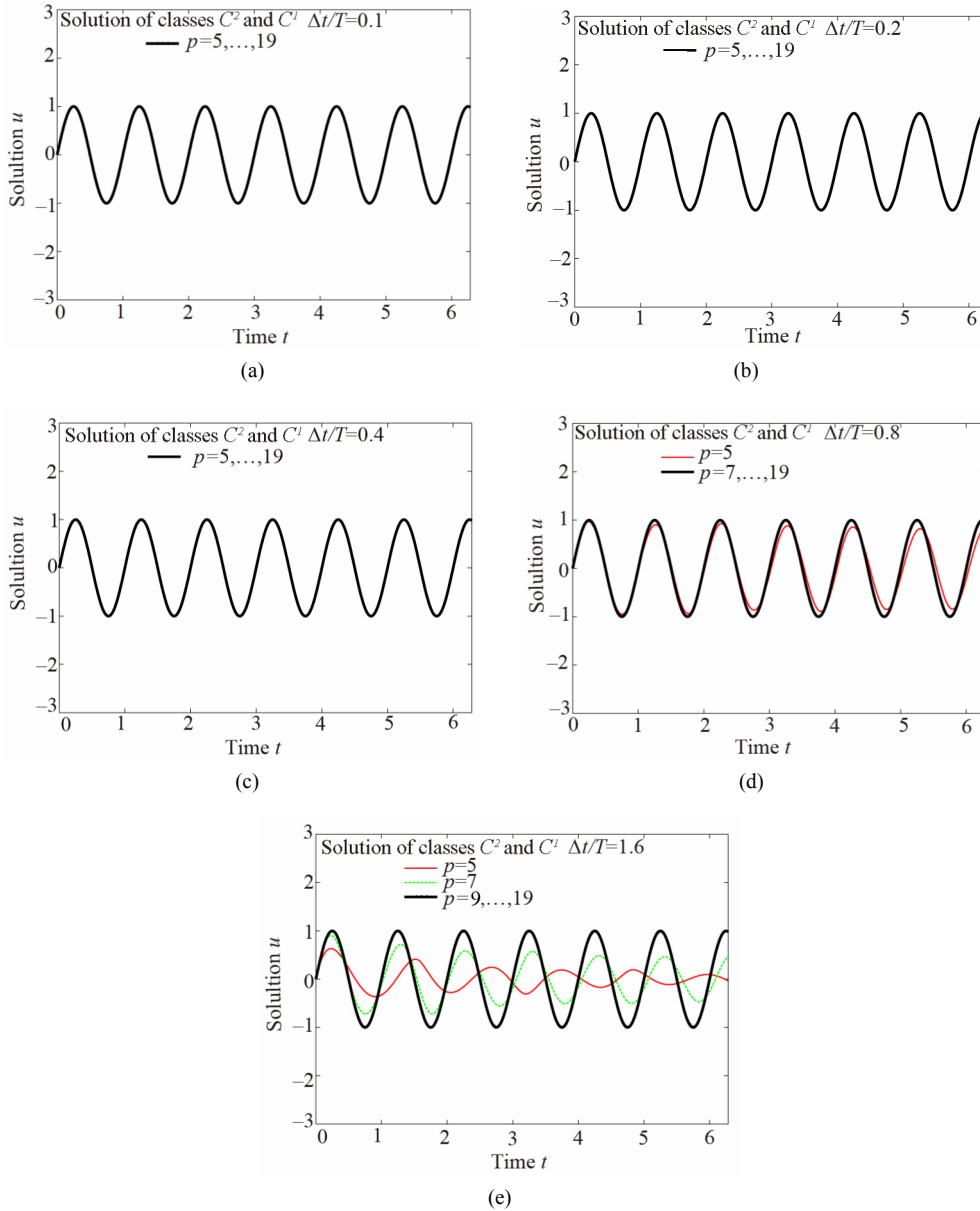 Solution of classes C² and C¹ Δt/T=0.1
p=5,…,19
3
2
1
0
−1
−2
−3
Solultion u
0 1 2 3 4 5 6
Time t
(a)
Solution of classes C² and C¹ Δt/T=0.2
p=5,…,19
3
2
1
0
−1
−2
−3
Solultion u
0 1 2 3 4 5 6
Time t
(b)
Solution of classes C² and C¹ Δt/T=0.4
p=5,…,19
3
2
1
0
−1
−2
−3
Solultion u
0 1 2 3 4 5 6
Time t
(c)
Solution of classes C² and C¹ Δt/T=0.8
p=5
p=7,…,19
3
2
1
0
−1
−2
−3
Solultion u
0 1 2 3 4 5 6
Time t
(d)
Solution of classes C² and C¹ Δt/T=1.6
p=5
p=7
p=9,…,19
3
2
1
0
−1
−2
−3
Solultion u
0 1 2 3 4 5 6
Time t
(e)